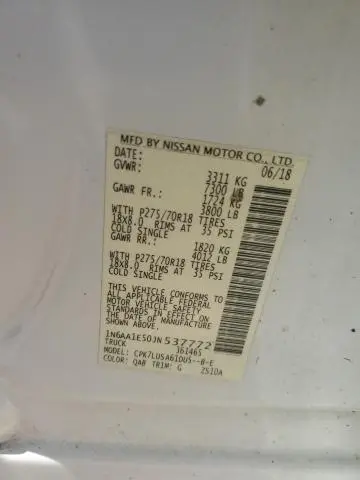 MFD BY NISSAN MOTOR CO., LTD.
DATE: 06/18
GVWR: 3311 KG
7300 LB
GAWR FR.: 1724 KG
3800 LB
WITH P275/70R18 TIRES
18X8.0 RIMS AT 35 PSI
COLD SINGLE
GAWR RR.: 1820 KG
4012 LB
WITH P275/70R18 TIRES
18X8.0 RIMS AT 35 PSI
COLD SINGLE
THIS VEHICLE CONFORMS TO
ALL APPLICABLE FEDERAL
MOTOR VEHICLE SAFETY
STANDARDS IN EFFECT ON
THE DATE OF MANUFACTURE
SHOWN ABOVE.
1N6AA1E50JN537772
TRUCK 361465
MODEL: CPK7LUSA61DU5--B-E
COLOR: QAB TRIM: G ZS1DA